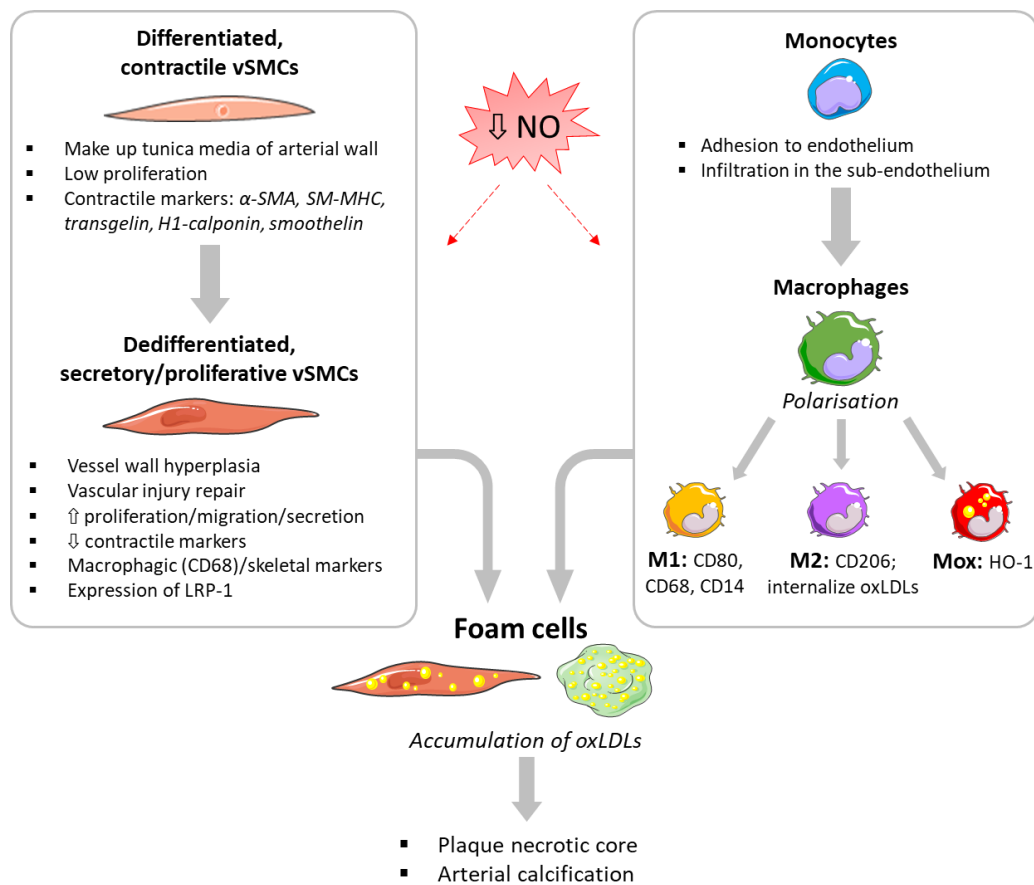 Differentiated,
contractile vSMCs
▪ Make up tunica media of arterial wall
▪ Low proliferation
▪ Contractile markers: α-SMA, SM-MHC,
transgelin, H1-calponin, smoothelin
Dedifferentiated,
secretory/proliferative vSMCs
▪ Vessel wall hyperplasia
▪ Vascular injury repair
▪ ⇧ proliferation/migration/secretion
▪ ⇩ contractile markers
▪ Macrophagic (CD68)/skeletal markers
▪ Expression of LRP-1
⇩ NO
Monocytes
▪ Adhesion to endothelium
▪ Infiltration in the sub-endothelium
Macrophages
Polarisation
M1: CD80,
CD68, CD14
M2: CD206;
internalize oxLDLs
Mox: HO-1
Foam cells
Accumulation of oxLDLs
▪ Plaque necrotic core
▪ Arterial calcification